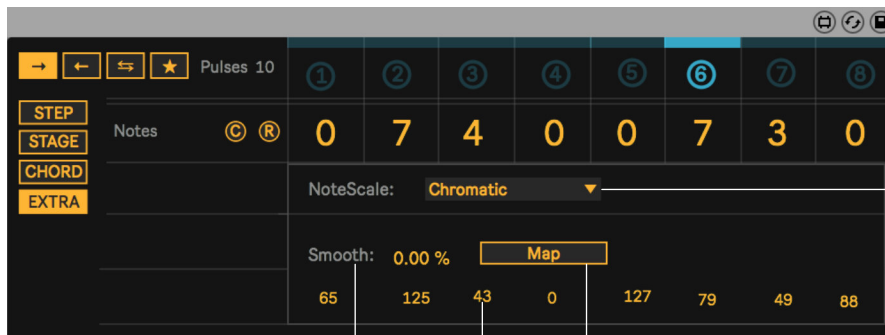 → ← ⇆ ★ Pulses 10 ① ② ③ ④ ⑤ ⑥ ⑦ ⑧
STEP
STAGE
CHORD
EXTRA
Notes Ⓒ Ⓡ 0 7 4 0 0 7 3 0
NoteScale: Chromatic ▼
Smooth: 0.00 % Map
65 125 43 0 127 79 49 88